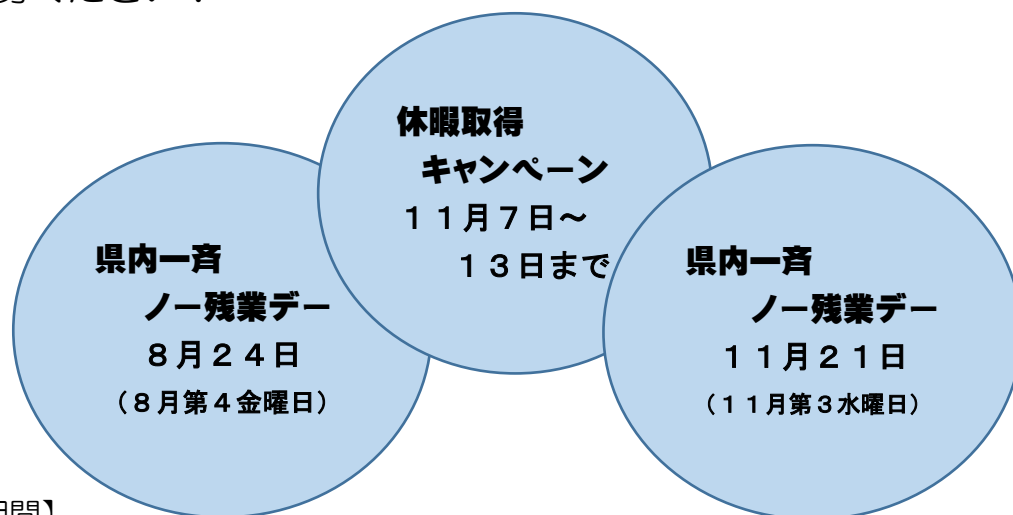 休暇取得
キャンペーン
１１月７日～
１３日まで
県内一斉
ノー残業デー
８月２４日
（８月第４金曜日）
県内一斉
ノー残業デー
１１月２１日
（１１月第３水曜日）